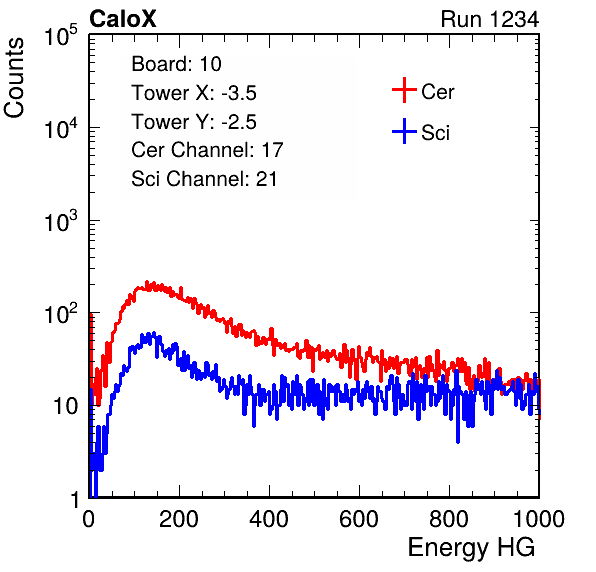 CaloX Run 1234
Counts
10^5
10^4
10^3
10^2
10
1
Board: 10
Tower X: -3.5
Tower Y: -2.5
Cer Channel: 17
Sci Channel: 21
Cer
Sci
0 200 400 600 800 1000
Energy HG